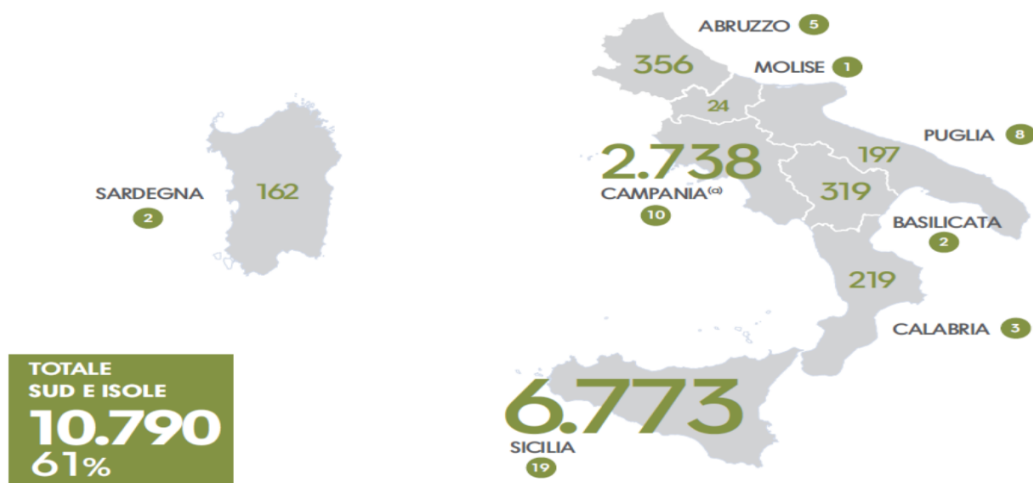 ABRUZZO 5
356
MOLISE 1
24
PUGLIA 8
197
2.738
CAMPANIA(a)
10
319
BASILICATA
2
SARDEGNA
2
162
219
CALABRIA 3
6.773
SICILIA
19
TOTALE
SUD E ISOLE
10.790
61%